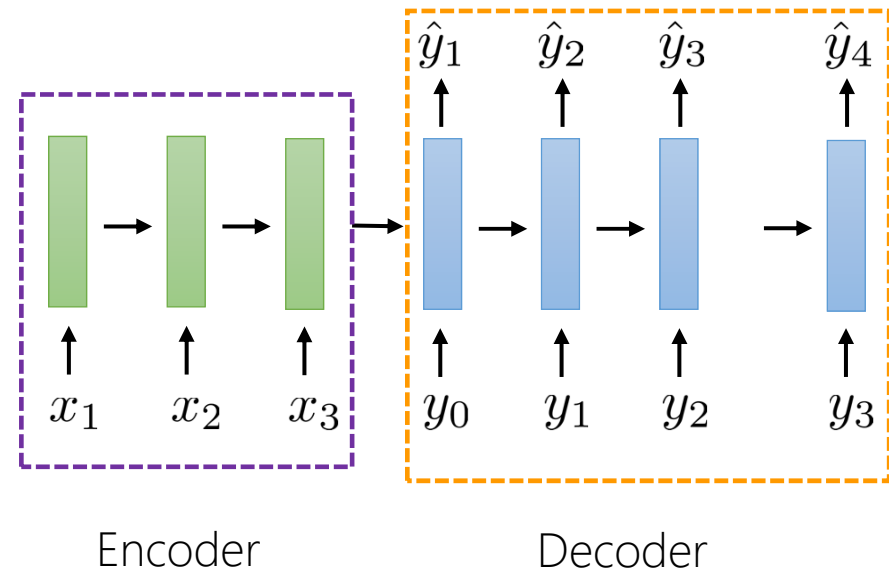 ŷ₁ ŷ₂ ŷ₃ ŷ₄
x₁ x₂ x₃ y₀ y₁ y₂ y₃
Encoder Decoder